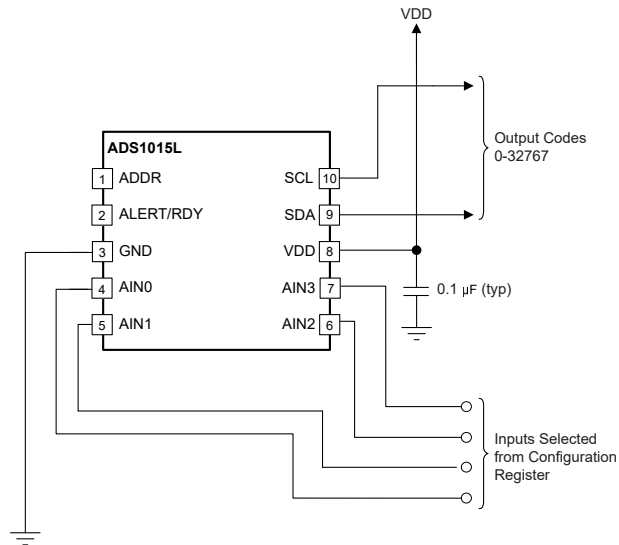 VDD
Output Codes
0-32767
ADS1015L
1 ADDR
SCL 10
2 ALERT/RDY
SDA 9
3 GND
VDD 8
4 AIN0
AIN3 7
0.1 μF (typ)
5 AIN1
AIN2 6
Inputs Selected
from Configuration
Register